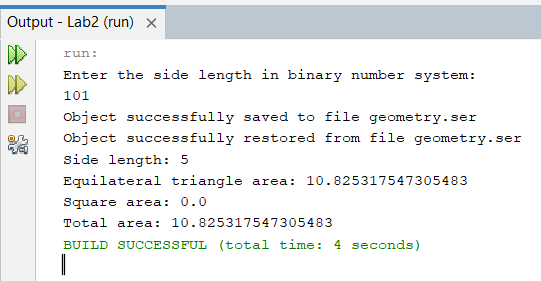 Output - Lab2 (run)
run:
Enter the side length in binary number system:
101
Object successfully saved to file geometry.ser
Object successfully restored from file geometry.ser
Side length: 5
Equilateral triangle area: 10.825317547305483
Square area: 0.0
Total area: 10.825317547305483
BUILD SUCCESSFUL (total time: 4 seconds)